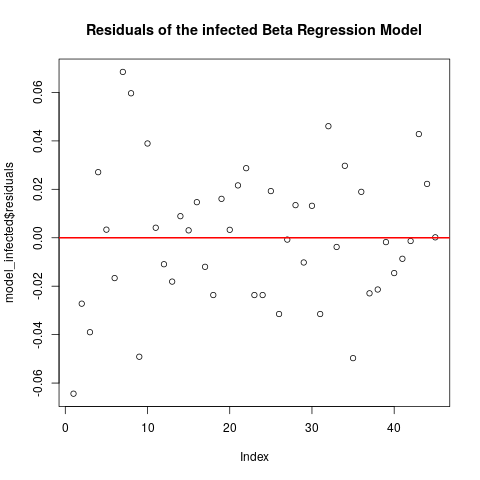 Residuals of the infected Beta Regression Model
model_infected$residuals
0.06
0.04
0.02
0.00
-0.02
-0.04
-0.06
0 10 20 30 40
Index